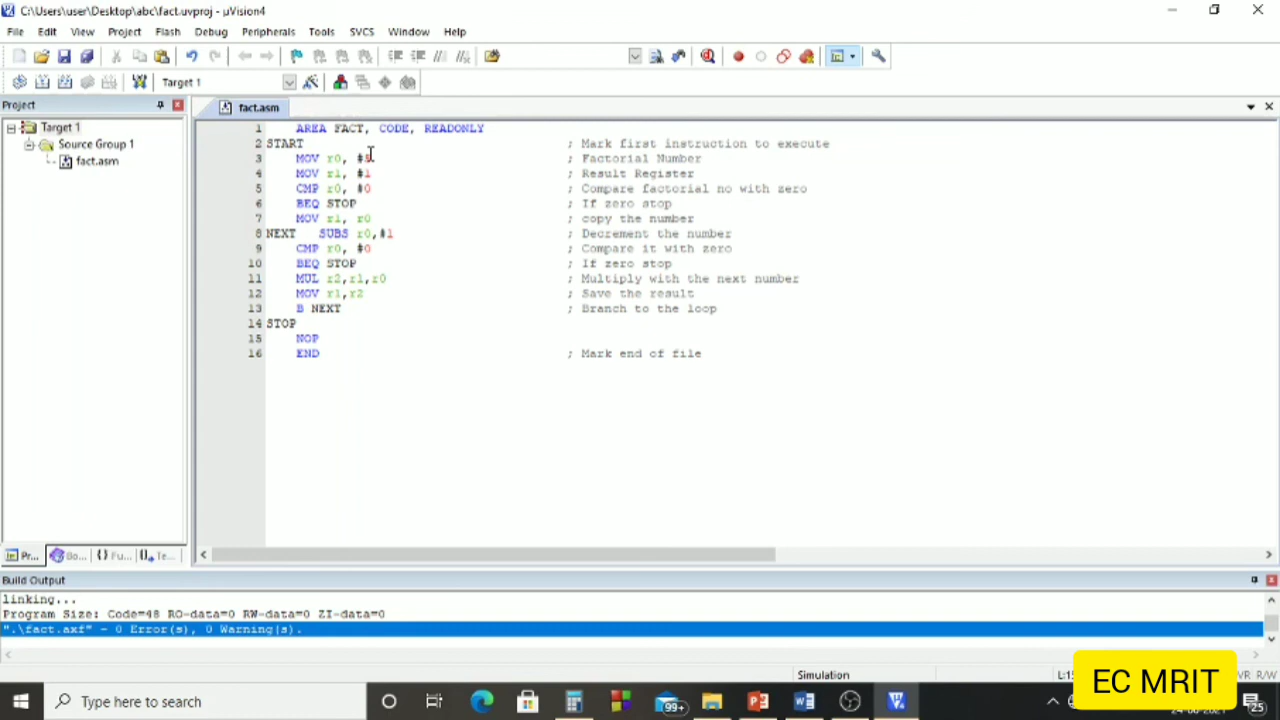 C:\Users\user\Desktop\abc\fact.uvproj - µVision4
File Edit View Project Flash Debug Peripherals Tools SVCS Window Help
Target 1
Project
fact.asm
Target 1
Source Group 1
fact.asm
1 AREA FACT, CODE, READONLY
2 START ; Mark first instruction to execute
3 MOV r0, ; Factorial Number
4 MOV r1, #1 ; Result Register
5 CMP r0, #0 ; Compare factorial no with zero
6 BEQ STOP ; If zero stop
7 MOV r1, r0 ; copy the number
8 NEXT SUBS r0,#1 ; Decrement the number
9 CMP r0, #0 ; Compare it with zero
10 BEQ STOP ; If zero stop
11 MUL r2,r1,r0 ; Multiply with the next number
12 MOV r1,r2 ; Save the result
13 B NEXT ; Branch to the loop
14 STOP
15 NOP
16 END ; Mark end of file
Pr... Bo... {} Fu... Te...
Build Output
linking...
Program Size: Code=48 RO-data=0 RW-data=0 ZI-data=0
".\fact.axf" - 0 Error(s), 0 Warning(s).
Simulation
R/W
EC MRIT
Type here to search
99+
25